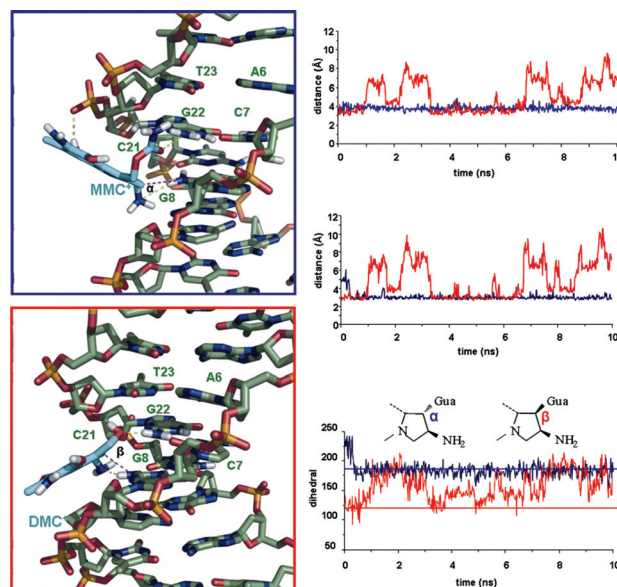 T23
A6
G22
C7
C21
MMC⁺
α
G8
T23
A6
G22
C21
β
G8
C7
DMC
distance (Å)
12
10
8
6
4
2
0
0 2 4 6 8 10
time (ns)
distance (Å)
12
10
8
6
4
2
0
0 2 4 6 8 10
time (ns)
Gua
α
N
NH₂
Gua
β
N
NH₂
dihedral
250
200
150
100
50
0 2 4 6 8 10
time (ns)